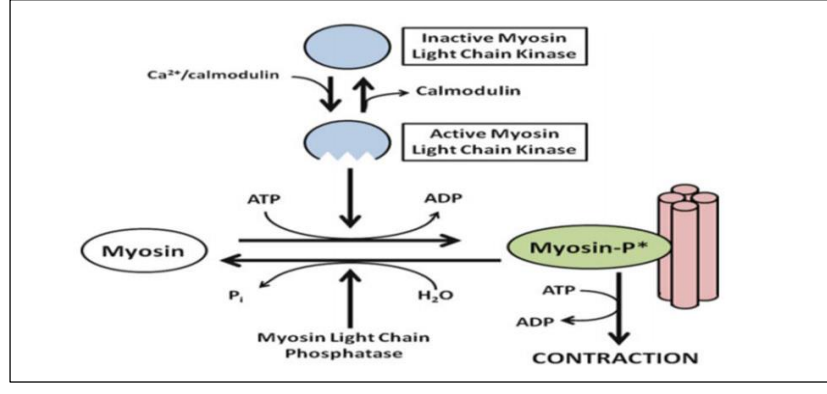 Inactive Myosin
Light Chain Kinase
Ca²⁺/calmodulin
Calmodulin
Active Myosin
Light Chain Kinase
ATP
ADP
Myosin
Myosin-P*
Pᵢ
H₂O
ATP
ADP
Myosin Light Chain
Phosphatase
CONTRACTION